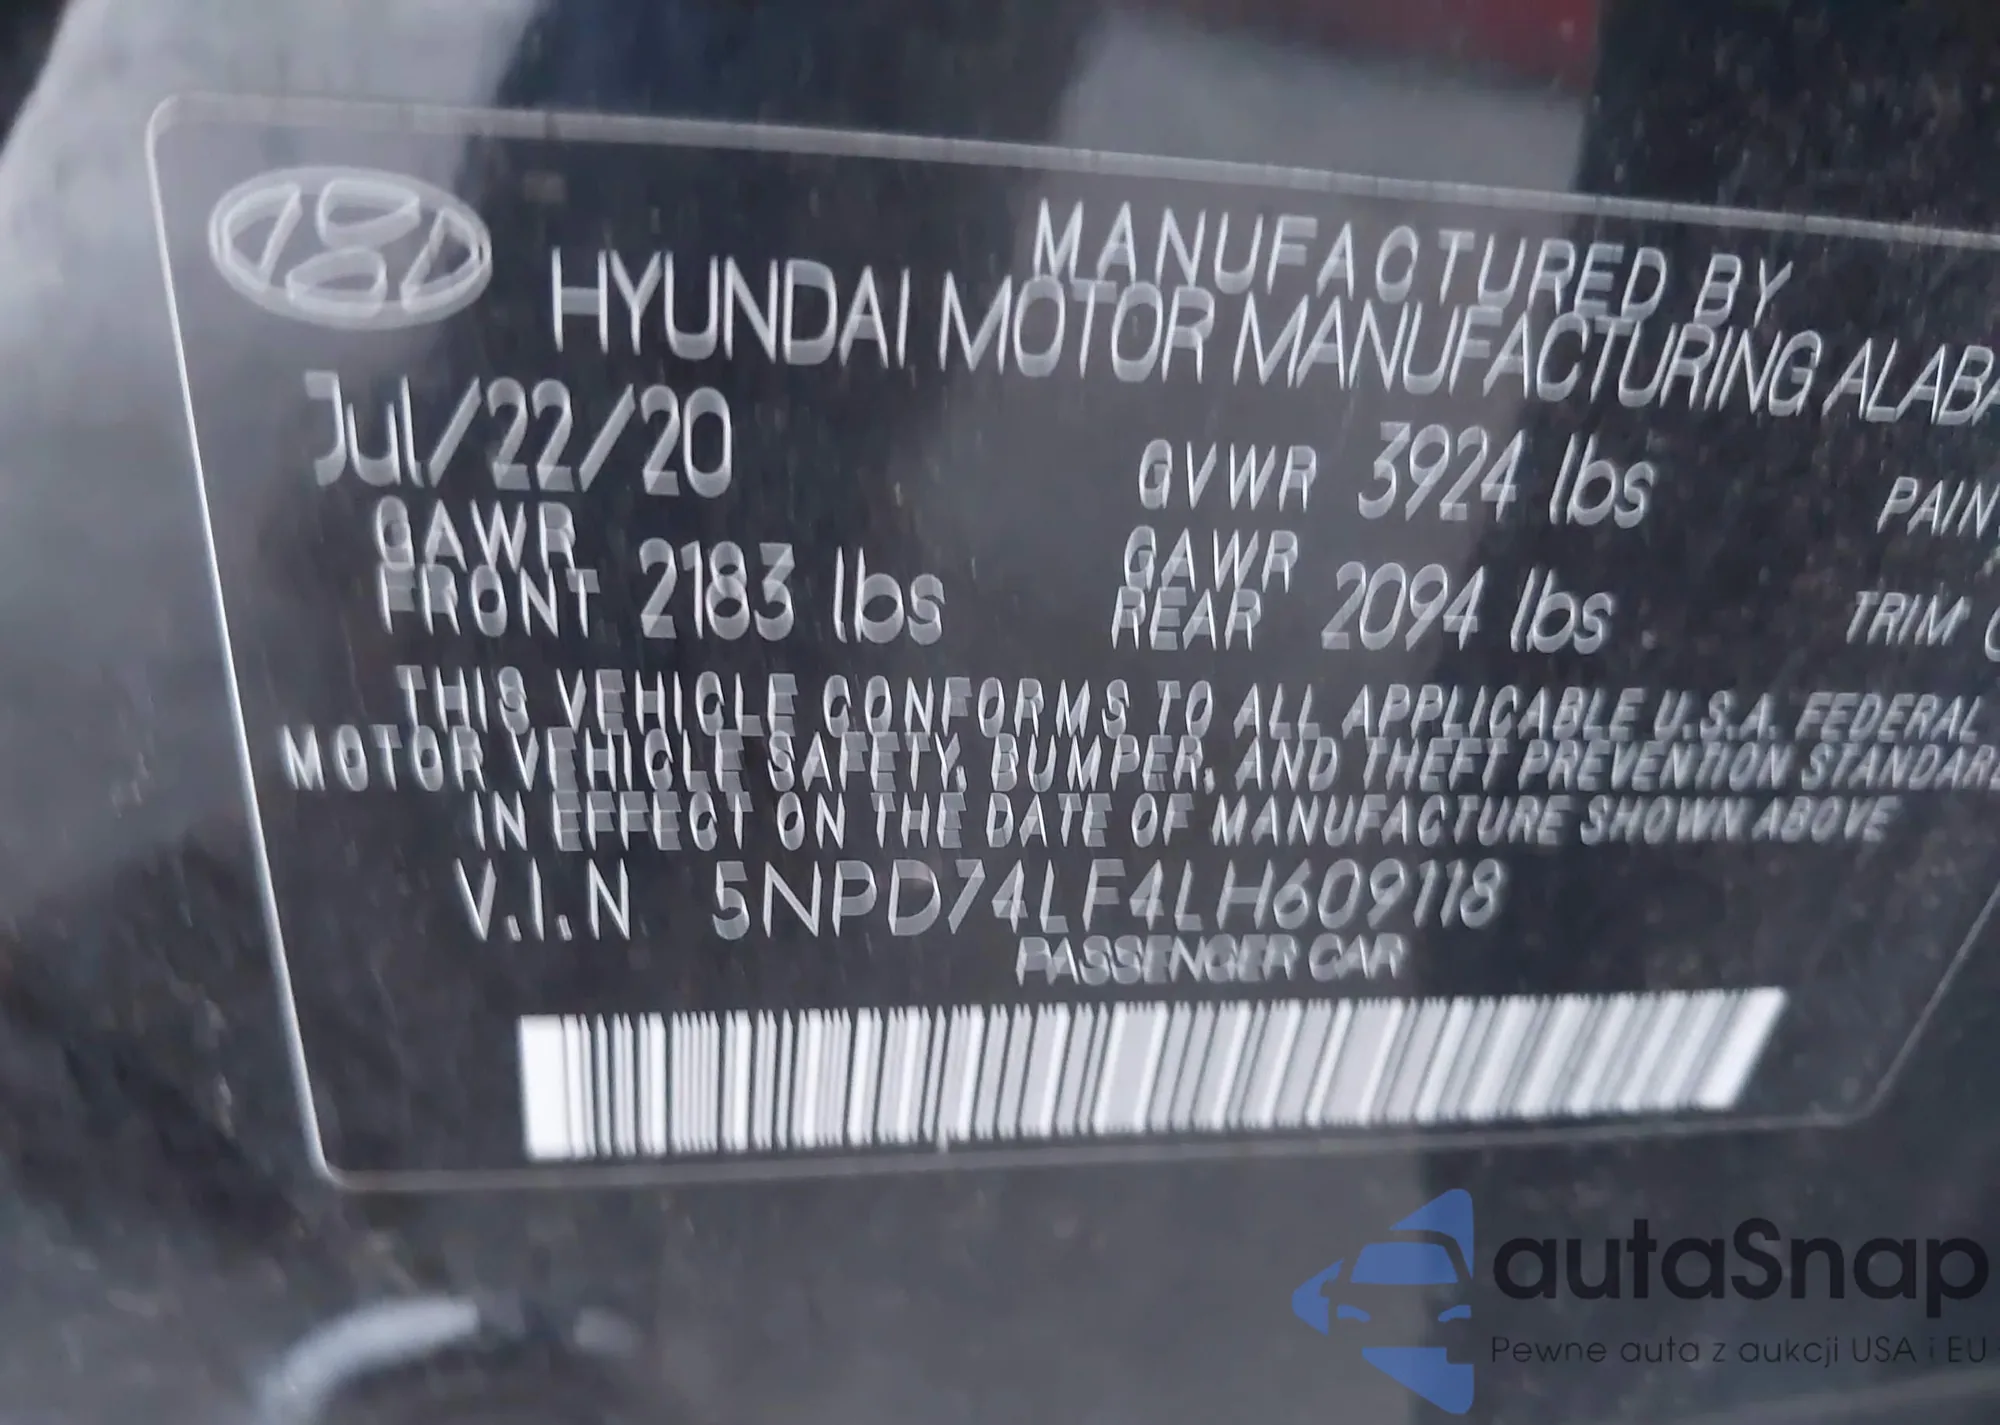 MANUFACTURED BY
HYUNDAI MOTOR MANUFACTURING ALABA
Jul/22/20
GVWR 3924 lbs
PAIN
GAWR FRONT 2183 lbs
GAWR REAR 2094 lbs
TRIM
THIS VEHICLE CONFORMS TO ALL APPLICABLE U.S.A. FEDERAL
MOTOR VEHICLE SAFETY, BUMPER, AND THEFT PREVENTION STANDARD
IN EFFECT ON THE DATE OF MANUFACTURE SHOWN ABOVE
V.I.N 5NPD74LF4LH609118
PASSENGER CAR
autaSnap
Pewne auta z aukcji USA i EU